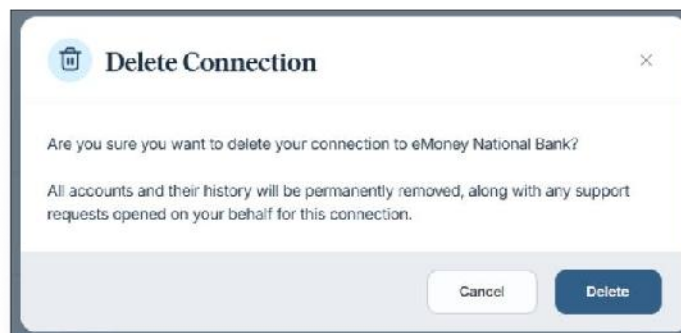 Delete Connection
Are you sure you want to delete your connection to eMoney National Bank?
All accounts and their history will be permanently removed, along with any support
requests opened on your behalf for this connection.
Cancel
Delete